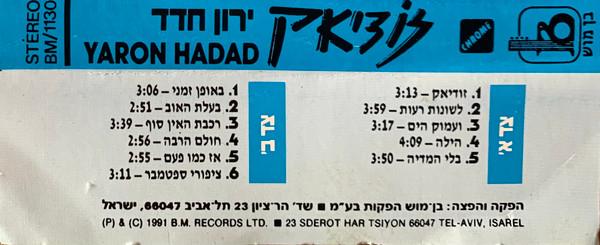 STEREO
BM/1130
ירון חדד
YARON HADAD
זודיאק
CHROME
בן מוש
צד א'
1. זודיאק – 3:13
2. לשונות רעות – 3:59
3. ועמוק הים – 3:17
4. הילה – 4:09
5. בלי המדיה – 3:50
צד ב'
1. באופן זמני – 3:06
2. בעלת האוב – 2:51
3. רכבת האין סוף – 3:39
4. חולם הרבה – 2:56
5. אז כמו פעם – 2:55
6. ציפורי ספטמבר – 3:11
הפקה והפצה: בן-מוש הפקות בע"מ ■ שד' הר-ציון 23 תל-אביב 66047, ישראל
(P) & (C) 1991 B.M. RECORDS LTD. ■ 23 SDEROT HAR TSIYON 66047 TEL-AVIV, ISAREL